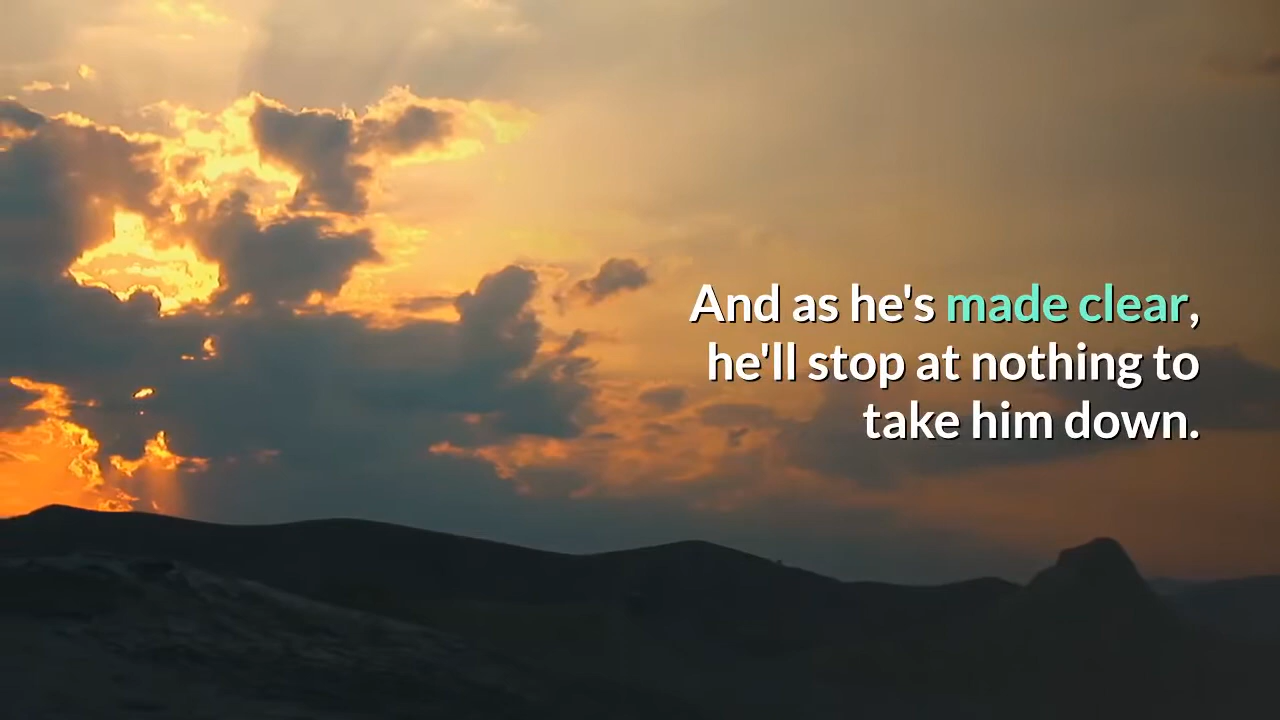 And as he's made clear,
he'll stop at nothing to
take him down.